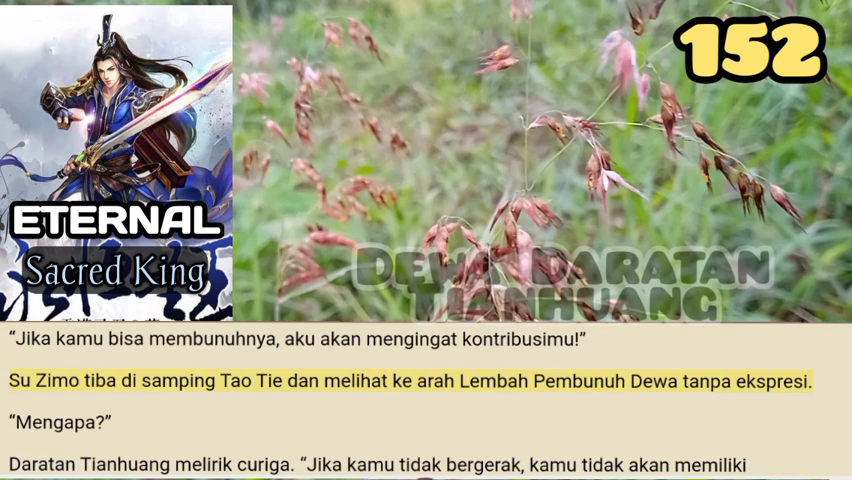 152
ETERNAL
Sacred King
DEWA DARATAN
TIANHUANG
“Jika kamu bisa membunuhnya, aku akan mengingat kontribusimu!”
Su Zimo tiba di samping Tao Tie dan melihat ke arah Lembah Pembunuh Dewa tanpa ekspresi.
“Mengapa?”
Daratan Tianhuang melirik curiga. “Jika kamu tidak bergerak, kamu tidak akan memiliki